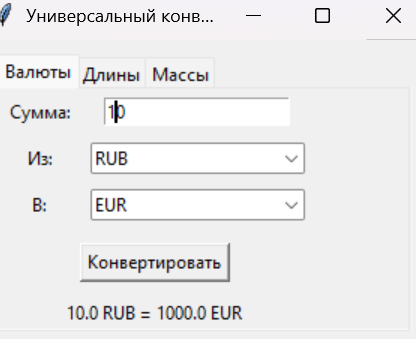 Универсальный конв...
Валюты Длины Массы
Сумма: 10
Из: RUB
В: EUR
Конвертировать
10.0 RUB = 1000.0 EUR